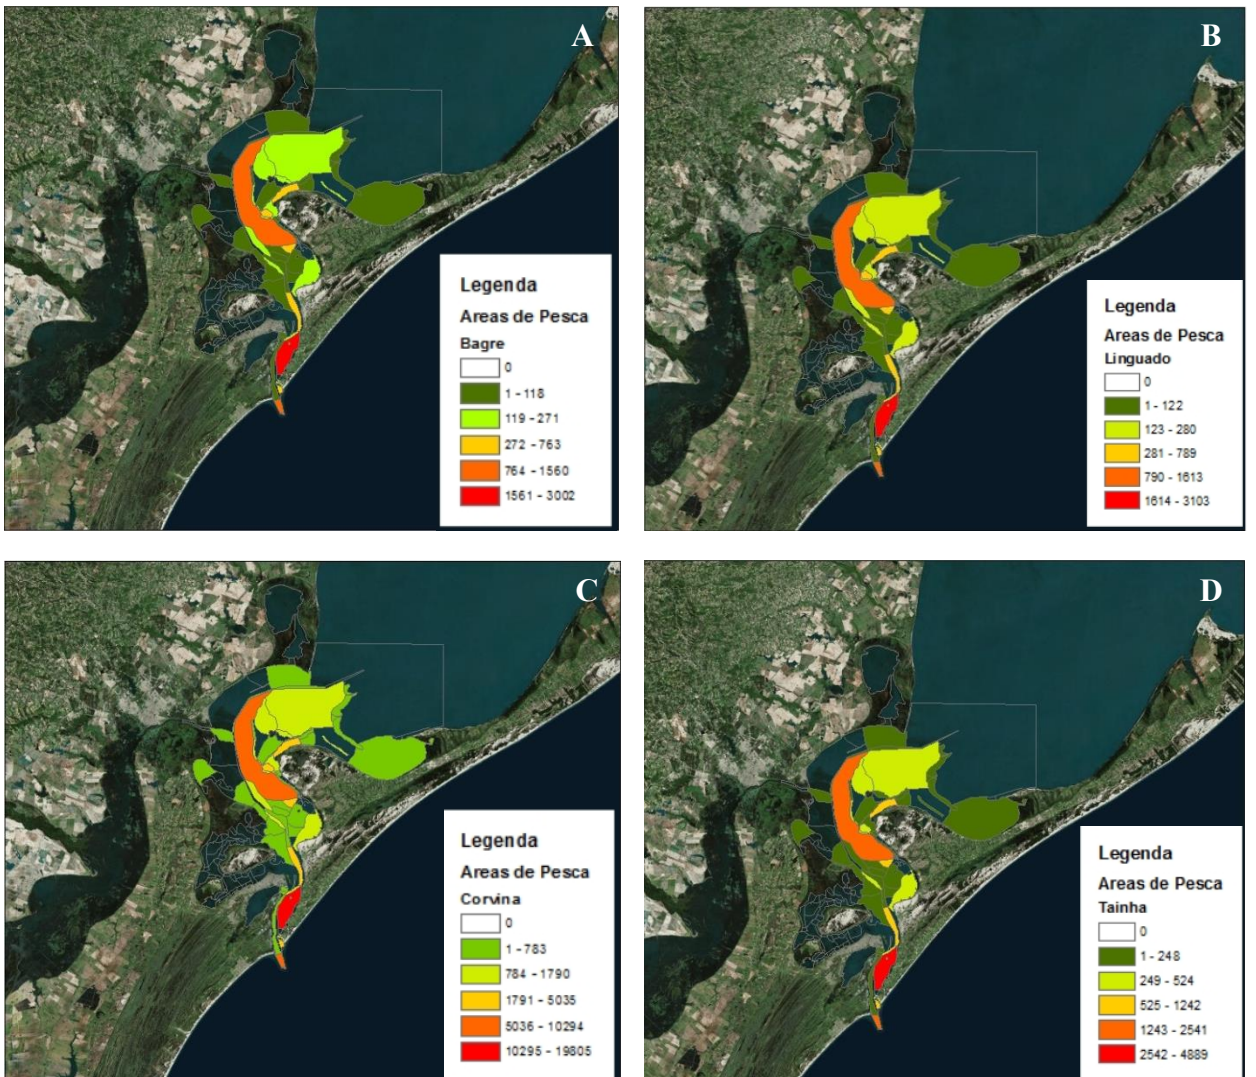 A
Legenda
Areas de Pesca
Bagre
0
1 - 118
119 - 271
272 - 763
764 - 1560
1561 - 3002
B
Legenda
Areas de Pesca
Linguado
0
1 - 122
123 - 280
281 - 789
790 - 1613
1614 - 3103
C
Legenda
Areas de Pesca
Corvina
0
1 - 783
784 - 1790
1791 - 5035
5036 - 10294
10295 - 19805
D
Legenda
Areas de Pesca
Tainha
0
1 - 248
249 - 524
525 - 1242
1243 - 2541
2542 - 4889